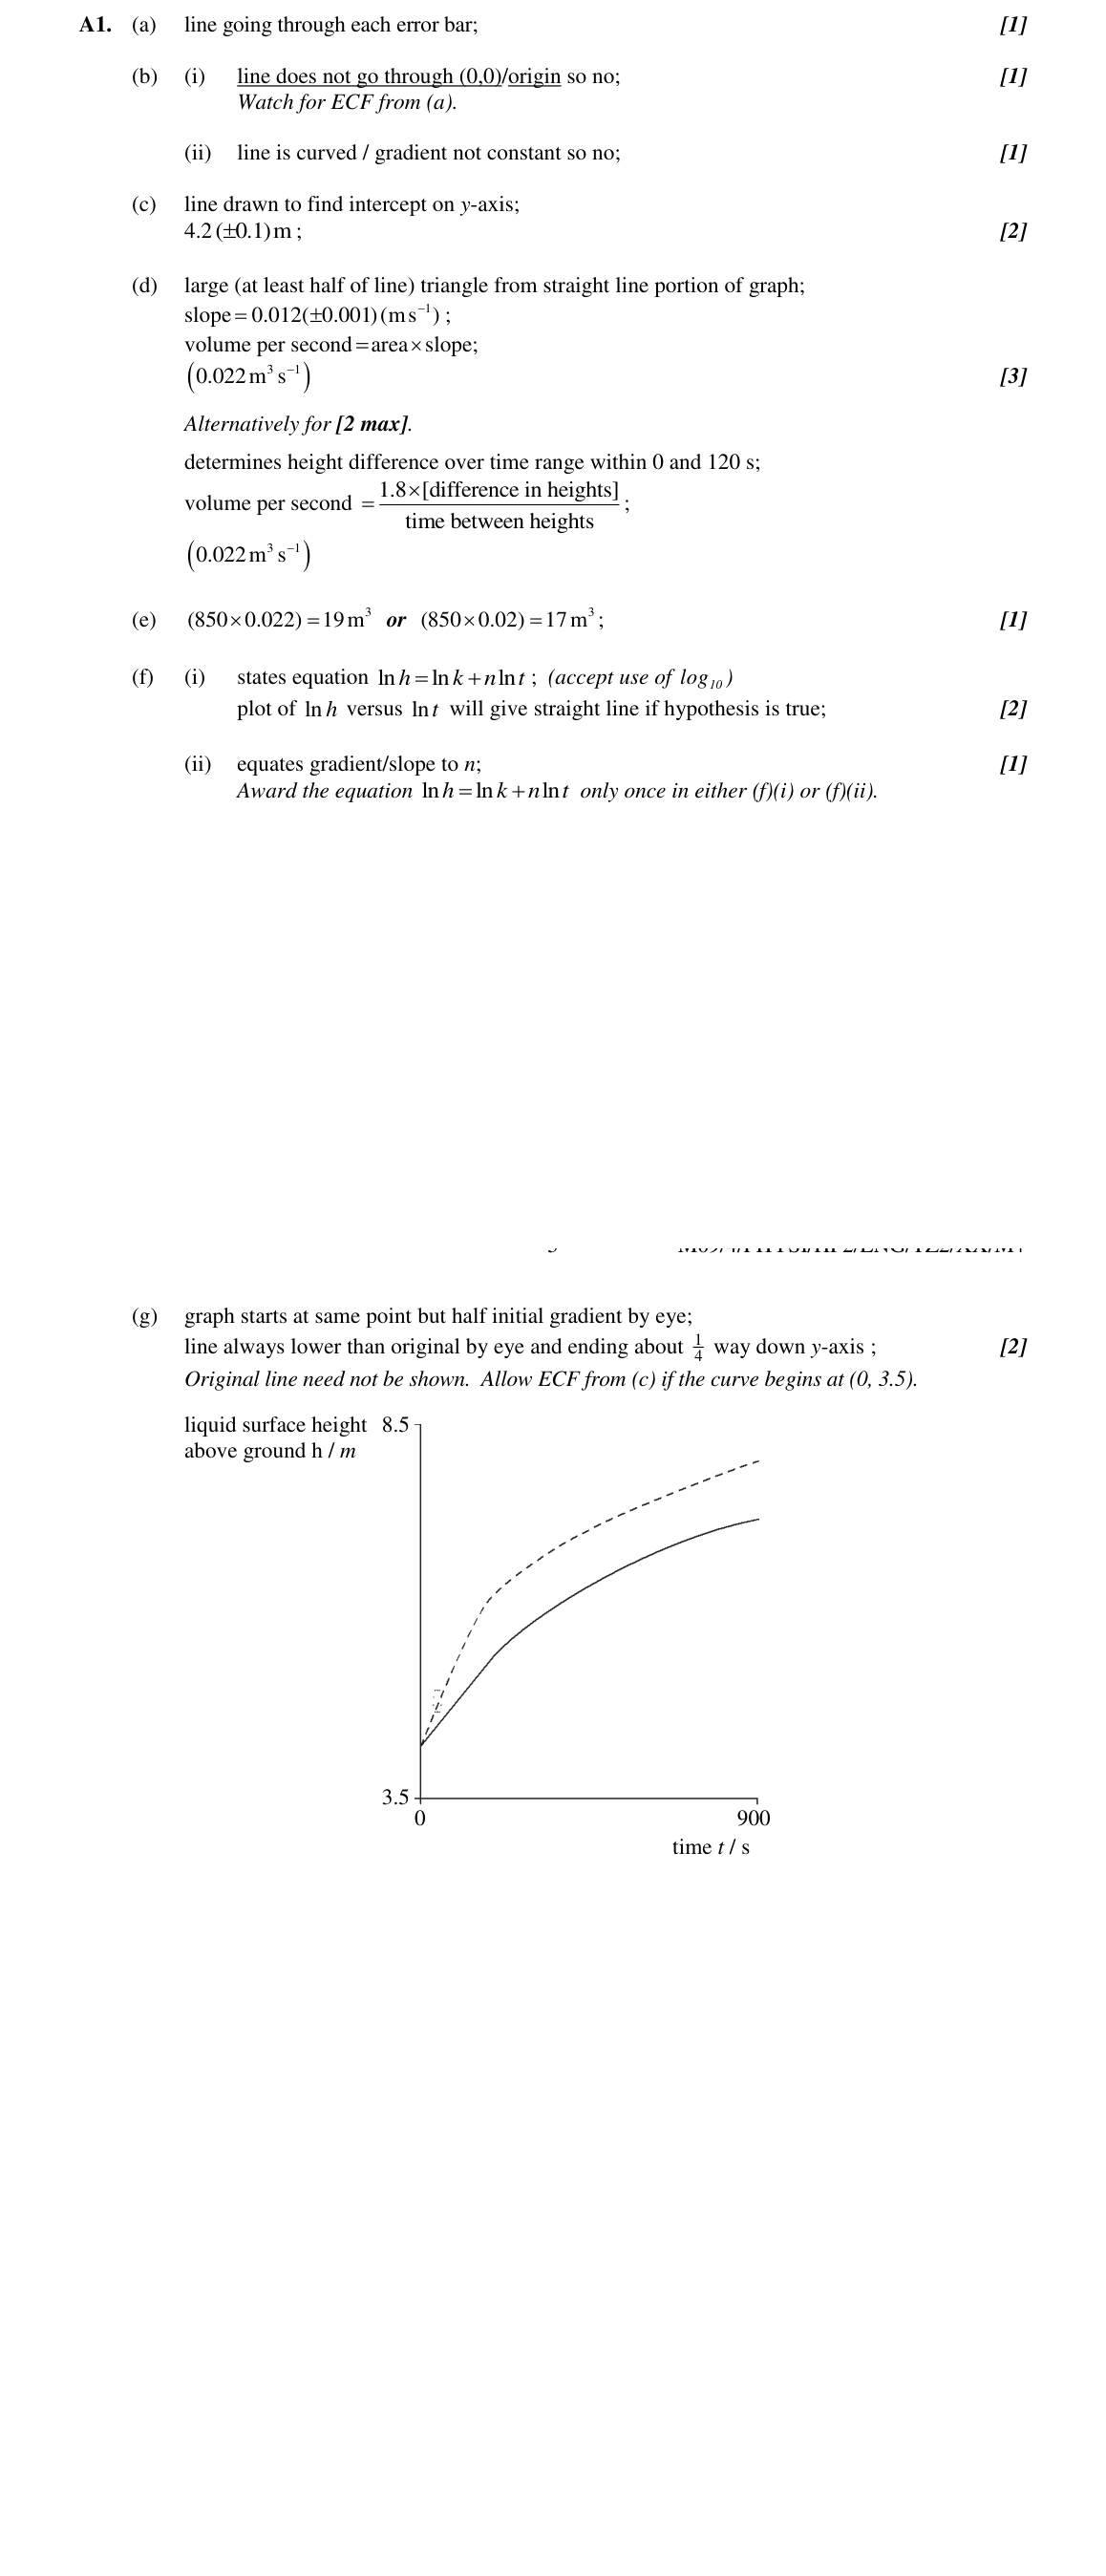 A1. (a) line going through each error bar; [1]
(b) (i) line does not go through (0,0)/origin so no; [1]
Watch for ECF from (a).
(ii) line is curved / gradient not constant so no; [1]
(c) line drawn to find intercept on y-axis;
4.2 (±0.1) m ; [2]
(d) large (at least half of line) triangle from straight line portion of graph;
slope = 0.012(±0.001) (m s⁻¹) ;
volume per second = area × slope;
(0.022 m³ s⁻¹) [3]
Alternatively for [2 max].
determines height difference over time range within 0 and 120 s;
volume per second = 1.8×[difference in heights] / time between heights ;
(0.022 m³ s⁻¹)
(e) (850×0.022) = 19 m³ or (850×0.02) = 17 m³ ; [1]
(f) (i) states equation ln h = ln k + n ln t ; (accept use of log₁₀)
plot of ln h versus ln t will give straight line if hypothesis is true; [2]
(ii) equates gradient/slope to n; [1]
Award the equation ln h = ln k + n ln t only once in either (f)(i) or (f)(ii).
(g) graph starts at same point but half initial gradient by eye;
line always lower than original by eye and ending about 1/4 way down y-axis ; [2]
Original line need not be shown. Allow ECF from (c) if the curve begins at (0, 3.5).
liquid surface height 8.5
above ground h / m
3.5
0 900
time t / s